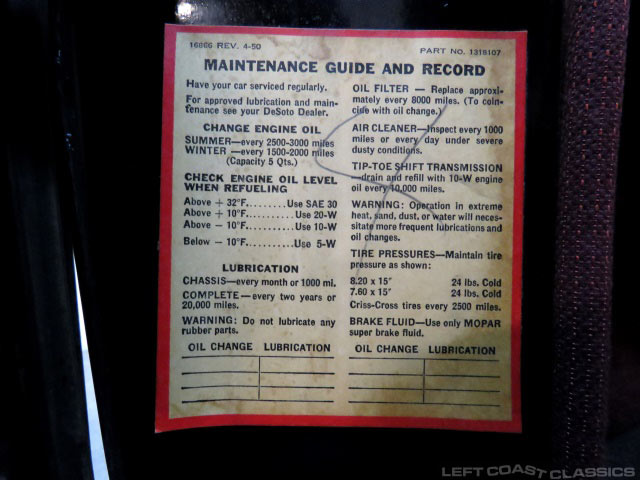 16866 REV. 4-50
PART NO. 1318107
MAINTENANCE GUIDE AND RECORD
Have your car serviced regularly.
For approved lubrication and main-
tenance see your DeSoto Dealer.
CHANGE ENGINE OIL
SUMMER—every 2500-3000 miles
WINTER — every 1500-2000 miles
(Capacity 5 Qts.)
CHECK ENGINE OIL LEVEL
WHEN REFUELING
Above + 32°F.........Use SAE 30
Above + 10°F...........Use 20-W
Above — 10°F...........Use 10-W
Below — 10°F..........Use 5-W
LUBRICATION
CHASSIS—every month or 1000 mi.
COMPLETE—every two years or
20,000 miles.
WARNING: Do not lubricate any
rubber parts.
OIL CHANGE LUBRICATION
OIL FILTER — Replace approxi-
mately every 8000 miles. (To coin-
cide with oil change.)
AIR CLEANER—Inspect every 1000
miles or every day under severe
dusty conditions.
TIP-TOE SHIFT TRANSMISSION
—drain and refill with 10-W engine
oil every 10,000 miles.
WARNING: Operation in extreme
heat, sand, dust, or water will neces-
sitate more frequent lubrications and
oil changes.
TIRE PRESSURES—Maintain tire
pressure as shown:
8.20 x 15" 24 lbs. Cold
7.60 x 15" 24 lbs. Cold
Criss-Cross tires every 2500 miles.
BRAKE FLUID—Use only MOPAR
super brake fluid.
OIL CHANGE LUBRICATION
LEFT COAST CLASSICS